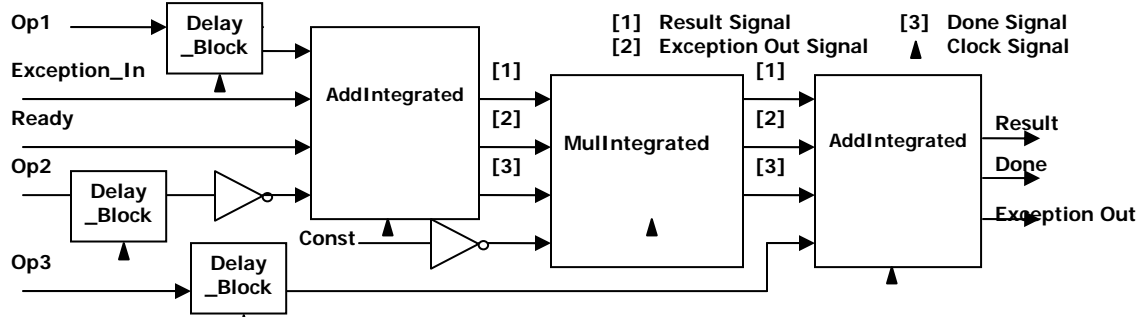 Op1
Delay
_Block
[1] Result Signal
[2] Exception Out Signal
[3] Done Signal
Clock Signal
Exception_In
Ready
AddIntegrated
[1]
[2]
[3]
MulIntegrated
[1]
[2]
[3]
AddIntegrated
Result
Done
Exception Out
Op2
Delay
_Block
Const
Op3
Delay
_Block